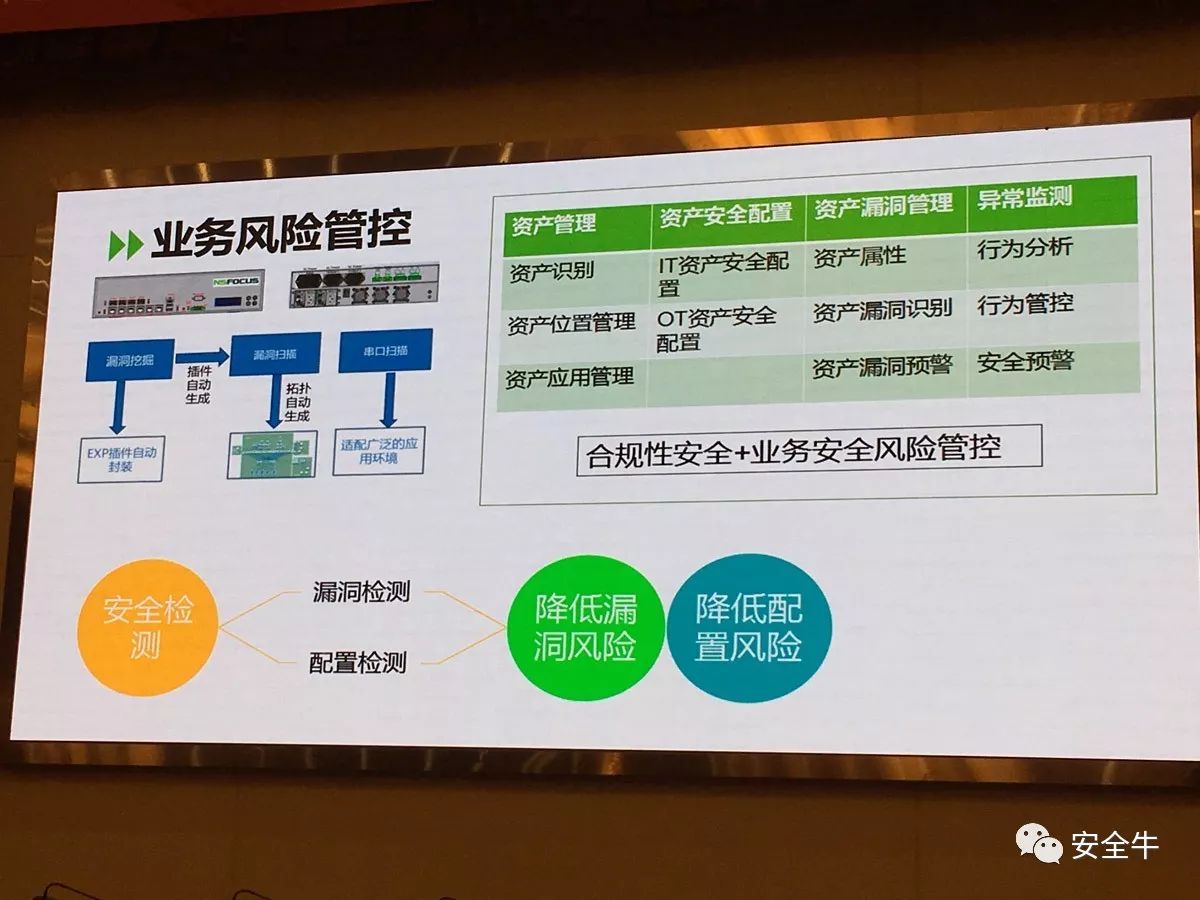 业务风险管控
NSFOCUS
漏洞挖掘
插件
自动
生成
漏洞扫描
拓扑
自动
生成
串口扫描
EXP插件自动
封装
适配广泛的应
用环境
资产管理
资产安全配置
资产漏洞管理
异常监测
资产识别
IT资产安全配
置
资产属性
行为分析
资产位置管理
OT资产安全
配置
资产漏洞识别
行为管控
资产应用管理
资产漏洞预警
安全预警
合规性安全+业务安全风险管控
安全检
测
漏洞检测
配置检测
降低漏
洞风险
降低配
置风险
安全牛